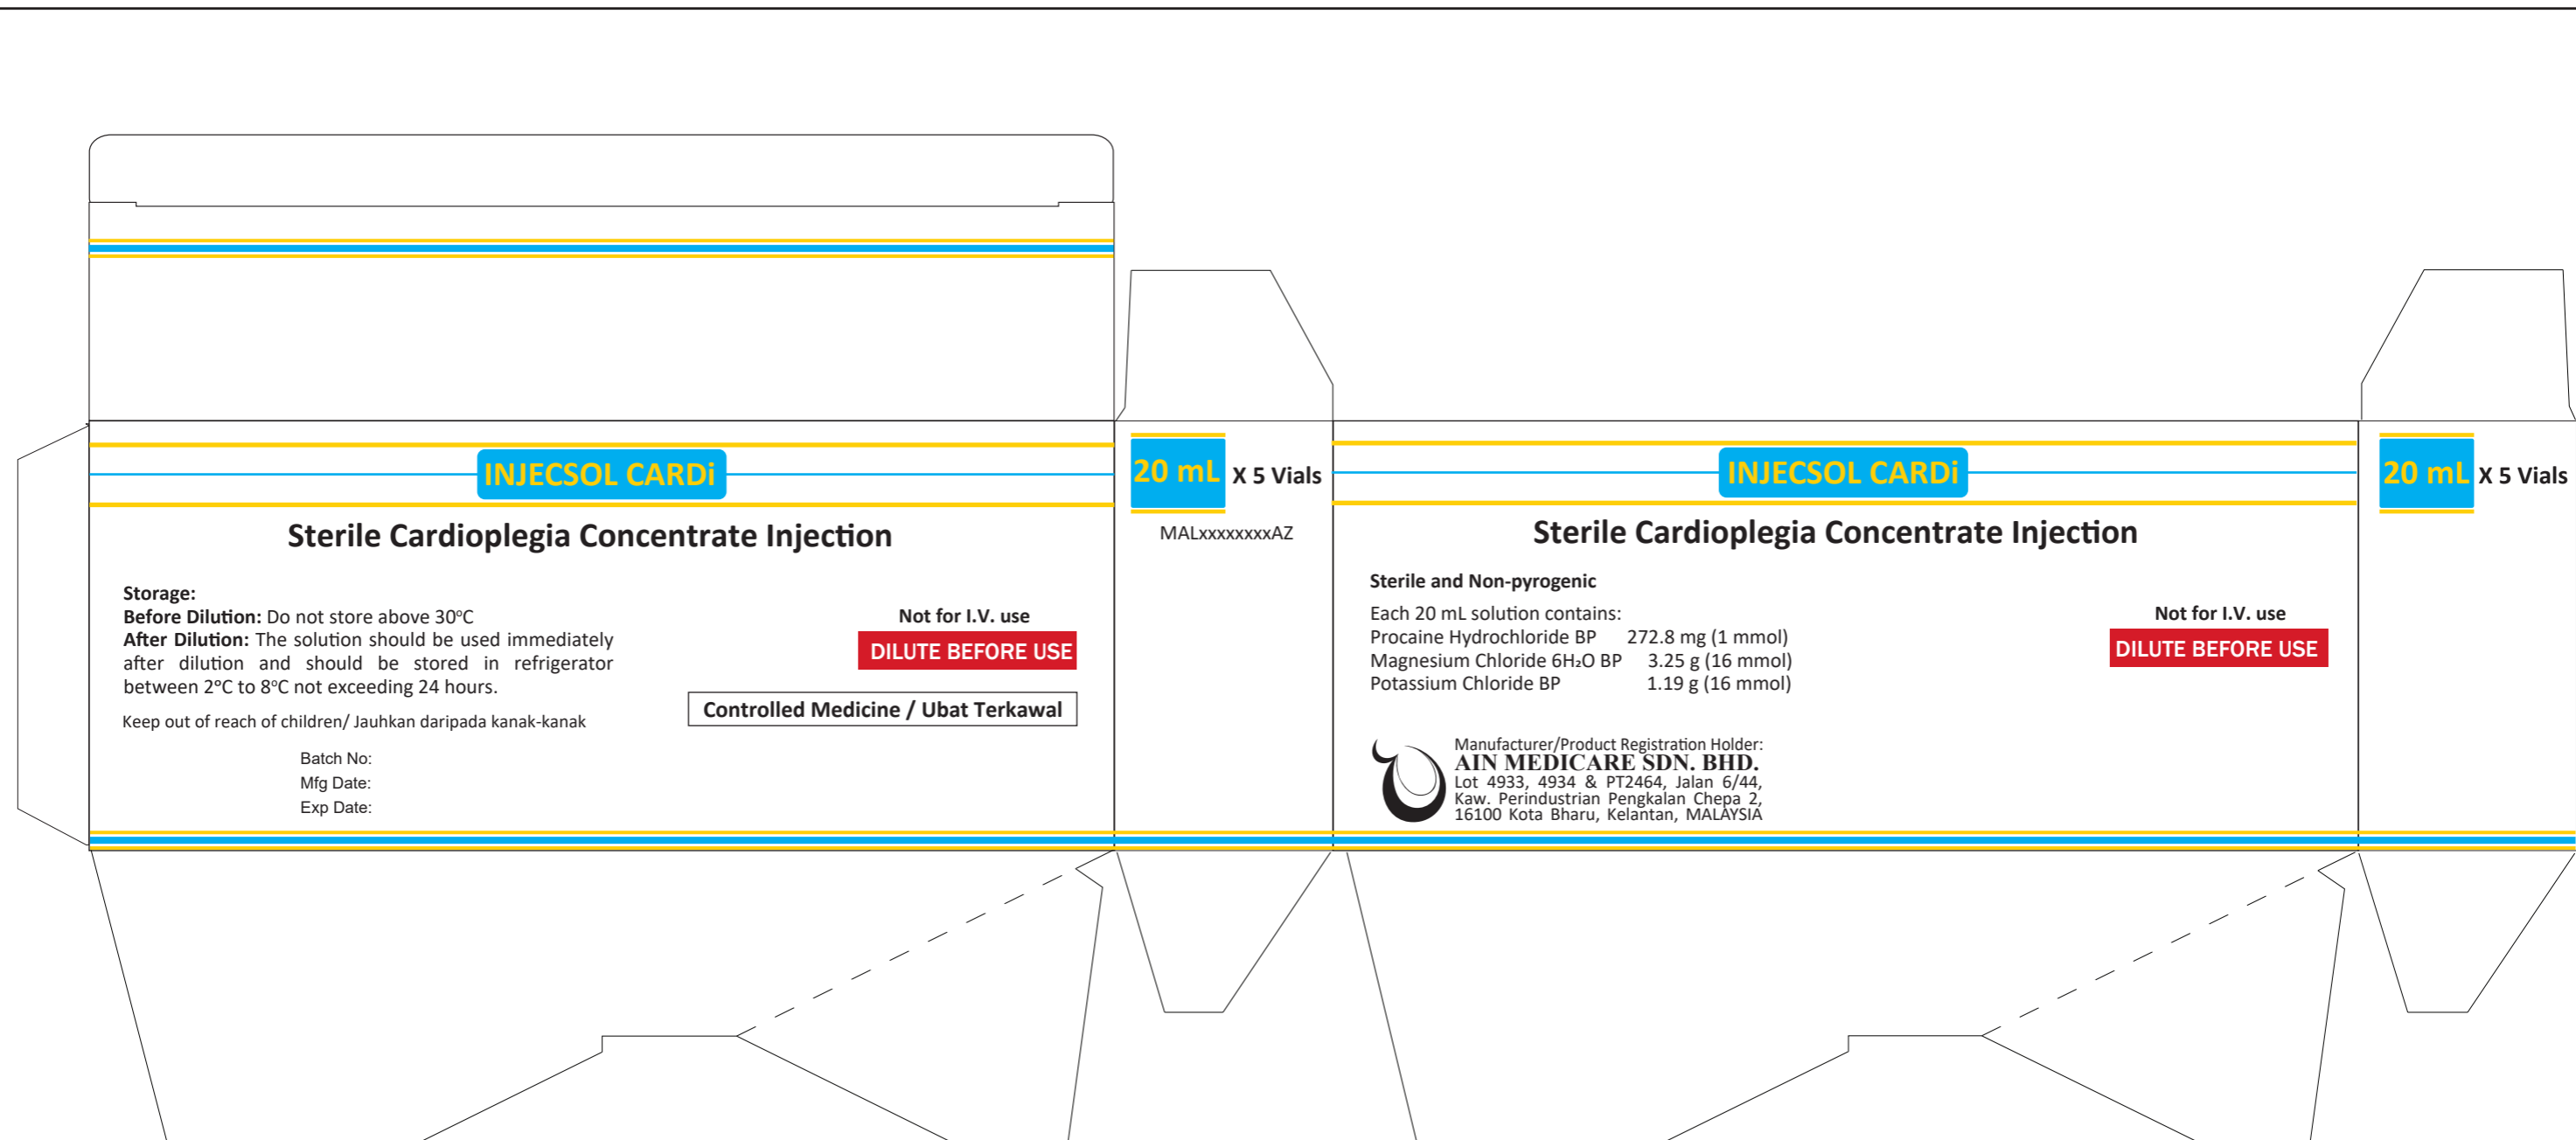 INJECSOL CARDi
Sterile Cardioplegia Concentrate Injection
Storage:
Before Dilution: Do not store above 30°C
After Dilution: The solution should be used immediately
after dilution and should be stored in refrigerator
between 2°C to 8°C not exceeding 24 hours.
Keep out of reach of children/ Jauhkan daripada kanak-kanak
Batch No:
Mfg Date:
Exp Date:
Not for I.V. use
DILUTE BEFORE USE
Controlled Medicine / Ubat Terkawal
20 mL X 5 Vials
MALxxxxxxxxAZ
INJECSOL CARDi
Sterile Cardioplegia Concentrate Injection
Sterile and Non-pyrogenic
Each 20 mL solution contains:
Procaine Hydrochloride BP 272.8 mg (1 mmol)
Magnesium Chloride 6H₂O BP 3.25 g (16 mmol)
Potassium Chloride BP 1.19 g (16 mmol)
Not for I.V. use
DILUTE BEFORE USE
Manufacturer/Product Registration Holder:
AIN MEDICARE SDN. BHD.
Lot 4933, 4934 & PT2464, Jalan 6/44,
Kaw. Perindustrian Pengkalan Chepa 2,
16100 Kota Bharu, Kelantan, MALAYSIA
20 mL X 5 Vials